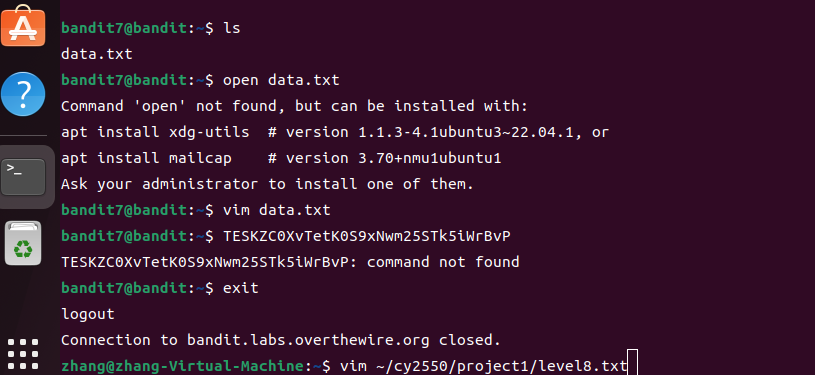 bandit7@bandit:~$ ls
data.txt
bandit7@bandit:~$ open data.txt
Command 'open' not found, but can be installed with:
apt install xdg-utils  # version 1.1.3-4.1ubuntu3~22.04.1, or
apt install mailcap    # version 3.70+nmu1ubuntu1
Ask your administrator to install one of them.
bandit7@bandit:~$ vim data.txt
bandit7@bandit:~$ TESKZC0XvTetK0S9xNwm25STk5iWrBvP
TESKZC0XvTetK0S9xNwm25STk5iWrBvP: command not found
bandit7@bandit:~$ exit
logout
Connection to bandit.labs.overthewire.org closed.
zhang@zhang-Virtual-Machine:~$ vim ~/cy2550/project1/level8.txt